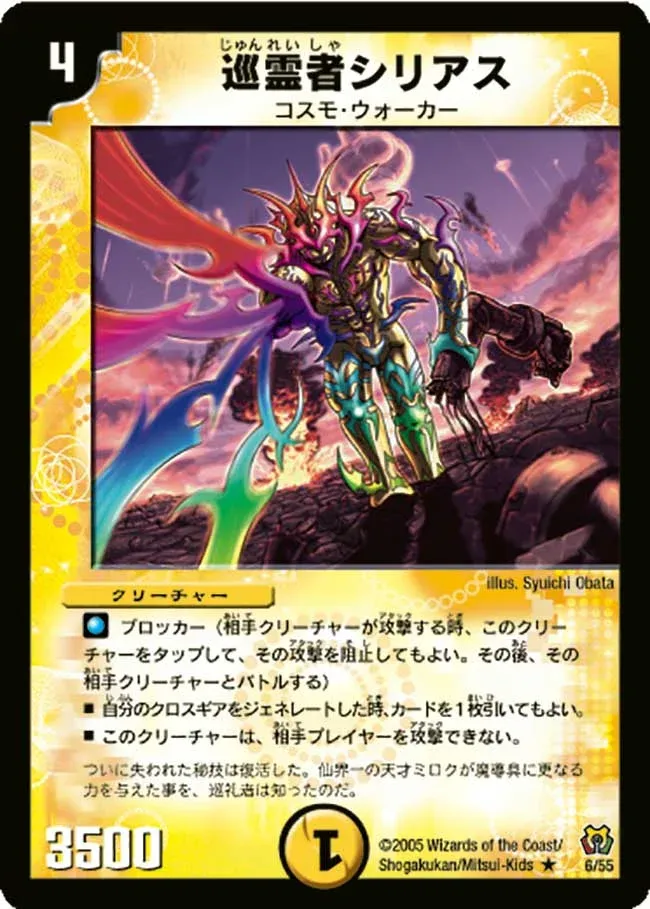 4
じゅんれいしゃ
巡霊者シリアス
コスモ・ウォーカー
illus. Syuichi Obata
クリーチャー
ブロッカー（相手クリーチャーが攻撃する時、このクリー
チャーをタップして、その攻撃を阻止してもよい。その後、その
相手クリーチャーとバトルする）
■ 自分のクロスギアをジェネレートした時、カードを1枚引いてもよい。
■ このクリーチャーは、相手プレイヤーを攻撃できない。
ついに失われた秘技は復活した。仙界一の天才ミロクが魔導具に更なる
力を与えた事を、巡礼者は知ったのだ。
3500
1
©2005 Wizards of the Coast/
Shogakukan/Mitsui-Kids ★ 6/55